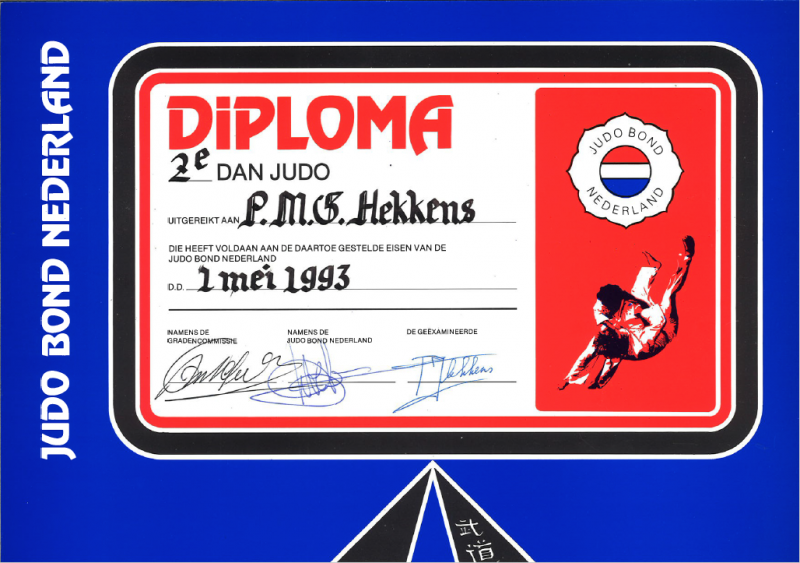 JUDO BOND NEDERLAND
DiPLOMA
2e DAN JUDO
UITGEREIKT AAN P.M.G. Hekkens
DIE HEEFT VOLDAAN AAN DE DAARTOE GESTELDE EISEN VAN DE
JUDO BOND NEDERLAND
D.D. 1 mei 1993
NAMENS DE
GRADENCOMMISSIE
NAMENS DE
JUDO BOND NEDERLAND
DE GEËXAMINEERDE
Hekkens
JUDO BOND
NEDERLAND
武
道